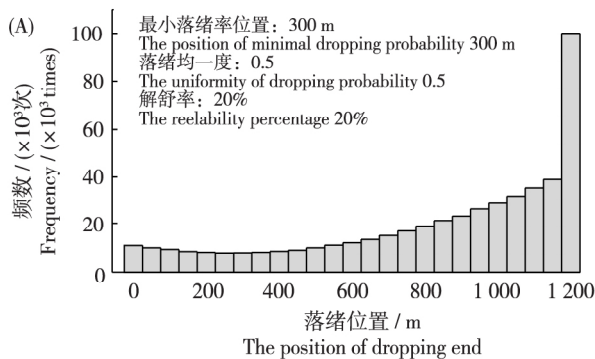 (A)
最小落绪率位置：300 m
The position of minimal dropping probability 300 m
落绪均一度：0.5
The uniformity of dropping probability 0.5
解舒率：20%
The reelability percentage 20%
频数 / (×10³次)
Frequency / (×10³ times)
100
80
60
40
20
0
0 200 400 600 800 1 000 1 200
落绪位置 / m
The position of dropping end